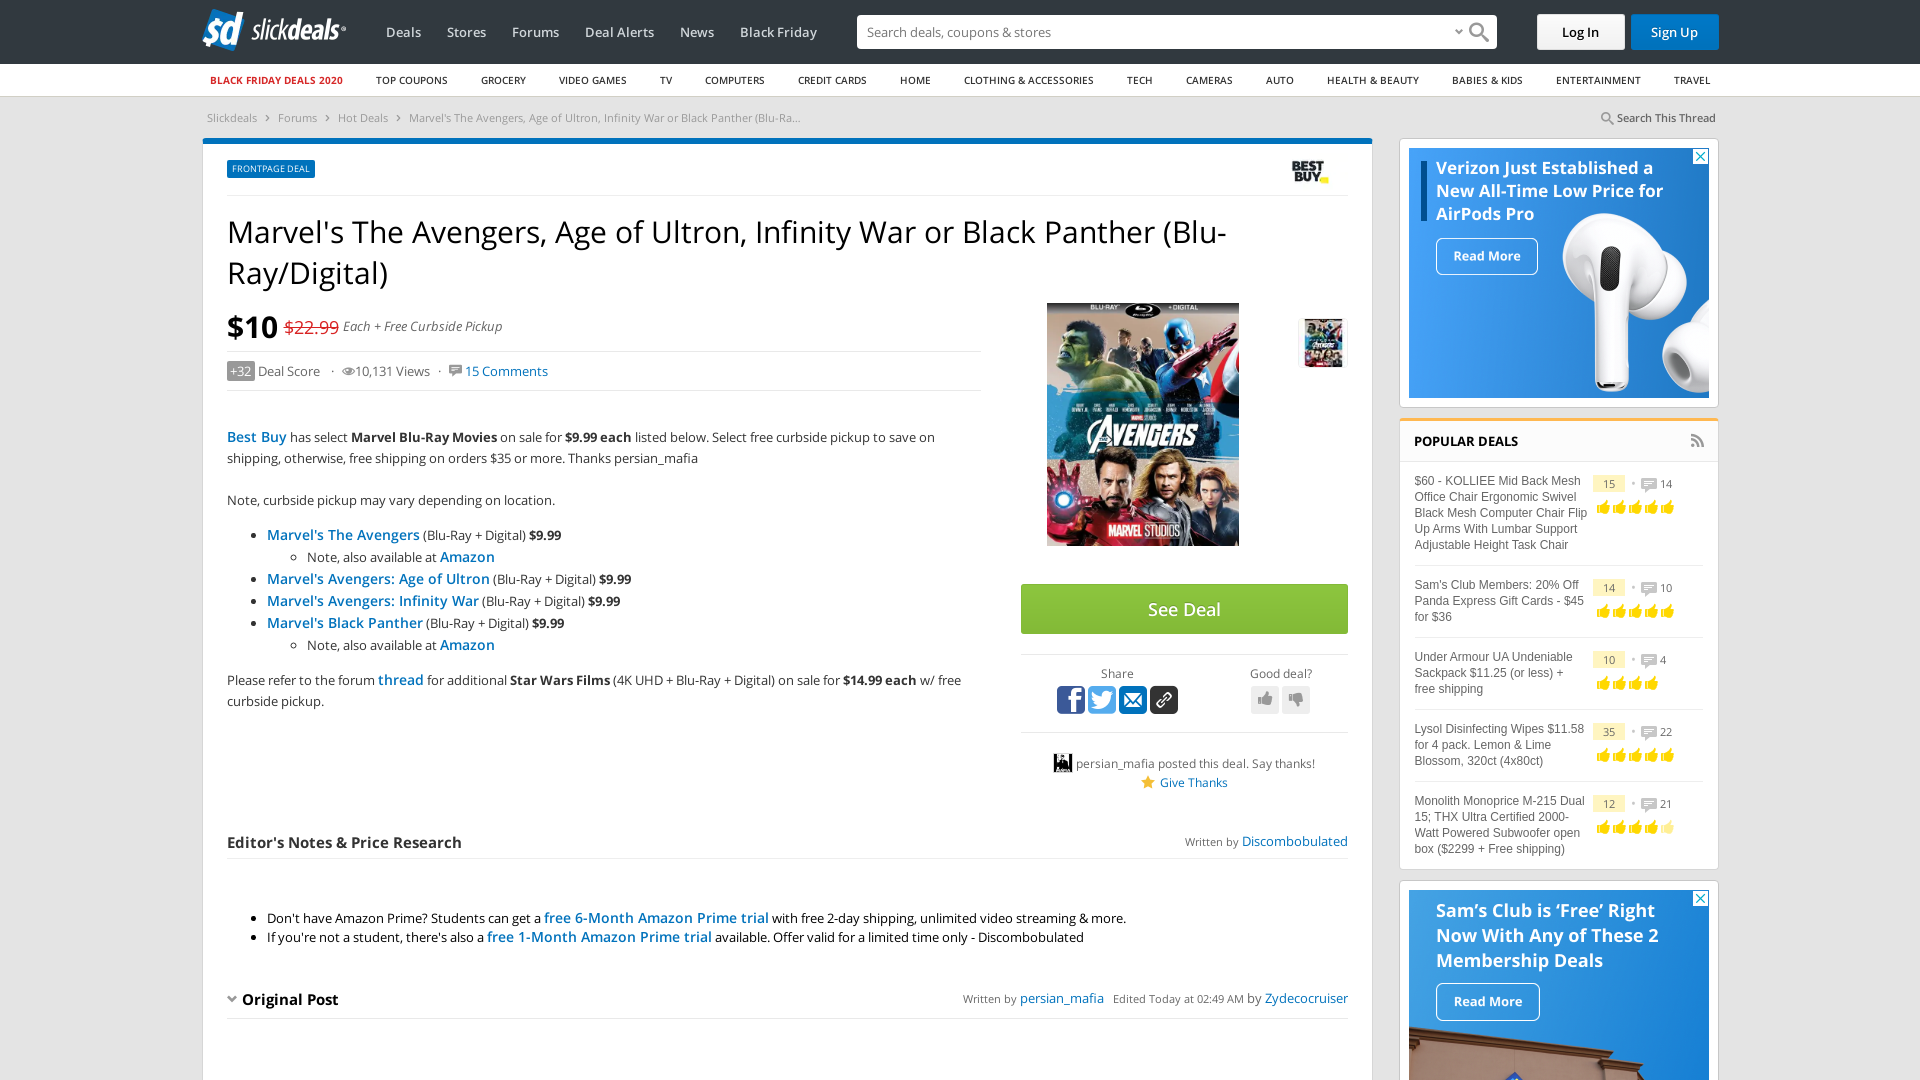 sd slickdeals
Deals Stores Forums Deal Alerts News Black Friday
Search deals, coupons & stores
Log In Sign Up
BLACK FRIDAY DEALS 2020 TOP COUPONS GROCERY VIDEO GAMES TV COMPUTERS CREDIT CARDS HOME CLOTHING & ACCESSORIES TECH CAMERAS AUTO HEALTH & BEAUTY BABIES & KIDS ENTERTAINMENT TRAVEL
Slickdeals › Forums › Hot Deals › Marvel's The Avengers, Age of Ultron, Infinity War or Black Panther (Blu-Ra...
Search This Thread
FRONTPAGE DEAL
BEST
BUY
Marvel's The Avengers, Age of Ultron, Infinity War or Black Panther (Blu-
Ray/Digital)
$10 $22.99 Each + Free Curbside Pickup
+32 Deal Score · 10,131 Views · 15 Comments
Best Buy has select Marvel Blu-Ray Movies on sale for $9.99 each listed below. Select free curbside pickup to save on
shipping, otherwise, free shipping on orders $35 or more. Thanks persian_mafia
Note, curbside pickup may vary depending on location.
Marvel's The Avengers (Blu-Ray + Digital) $9.99
Note, also available at Amazon
Marvel's Avengers: Age of Ultron (Blu-Ray + Digital) $9.99
Marvel's Avengers: Infinity War (Blu-Ray + Digital) $9.99
Marvel's Black Panther (Blu-Ray + Digital) $9.99
Note, also available at Amazon
Please refer to the forum thread for additional Star Wars Films (4K UHD + Blu-Ray + Digital) on sale for $14.99 each w/ free
curbside pickup.
BLU-RAY + DIGITAL
AVENGERS
MARVEL STUDIOS
See Deal
Share
Good deal?
persian_mafia posted this deal. Say thanks!
Give Thanks
Editor's Notes & Price Research
Written by Discombobulated
Don't have Amazon Prime? Students can get a free 6-Month Amazon Prime trial with free 2-day shipping, unlimited video streaming & more.
If you're not a student, there's also a free 1-Month Amazon Prime trial available. Offer valid for a limited time only - Discombobulated
Original Post
Written by persian_mafia Edited Today at 02:49 AM by Zydecocruiser
Verizon Just Established a
New All-Time Low Price for
AirPods Pro
Read More
POPULAR DEALS
$60 - KOLLIEE Mid Back Mesh
Office Chair Ergonomic Swivel
Black Mesh Computer Chair Flip
Up Arms With Lumbar Support
Adjustable Height Task Chair
15 • 14
Sam's Club Members: 20% Off
Panda Express Gift Cards - $45
for $36
14 • 10
Under Armour UA Undeniable
Sackpack $11.25 (or less) +
free shipping
10 • 4
Lysol Disinfecting Wipes $11.58
for 4 pack. Lemon & Lime
Blossom, 320ct (4x80ct)
35 • 22
Monolith Monoprice M-215 Dual
15; THX Ultra Certified 2000-
Watt Powered Subwoofer open
box ($2299 + Free shipping)
12 • 21
Sam's Club is 'Free' Right
Now With Any of These 2
Membership Deals
Read More